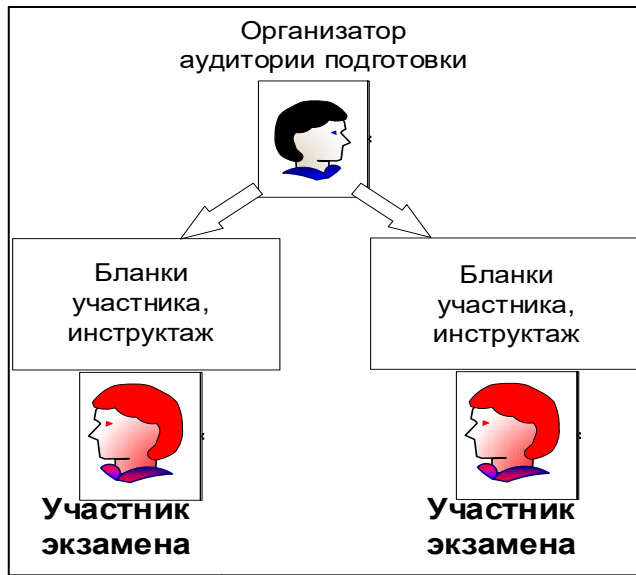 Организатор
аудитории подготовки
Бланки
участника,
инструктаж
Бланки
участника,
инструктаж
Участник
экзамена
Участник
экзамена